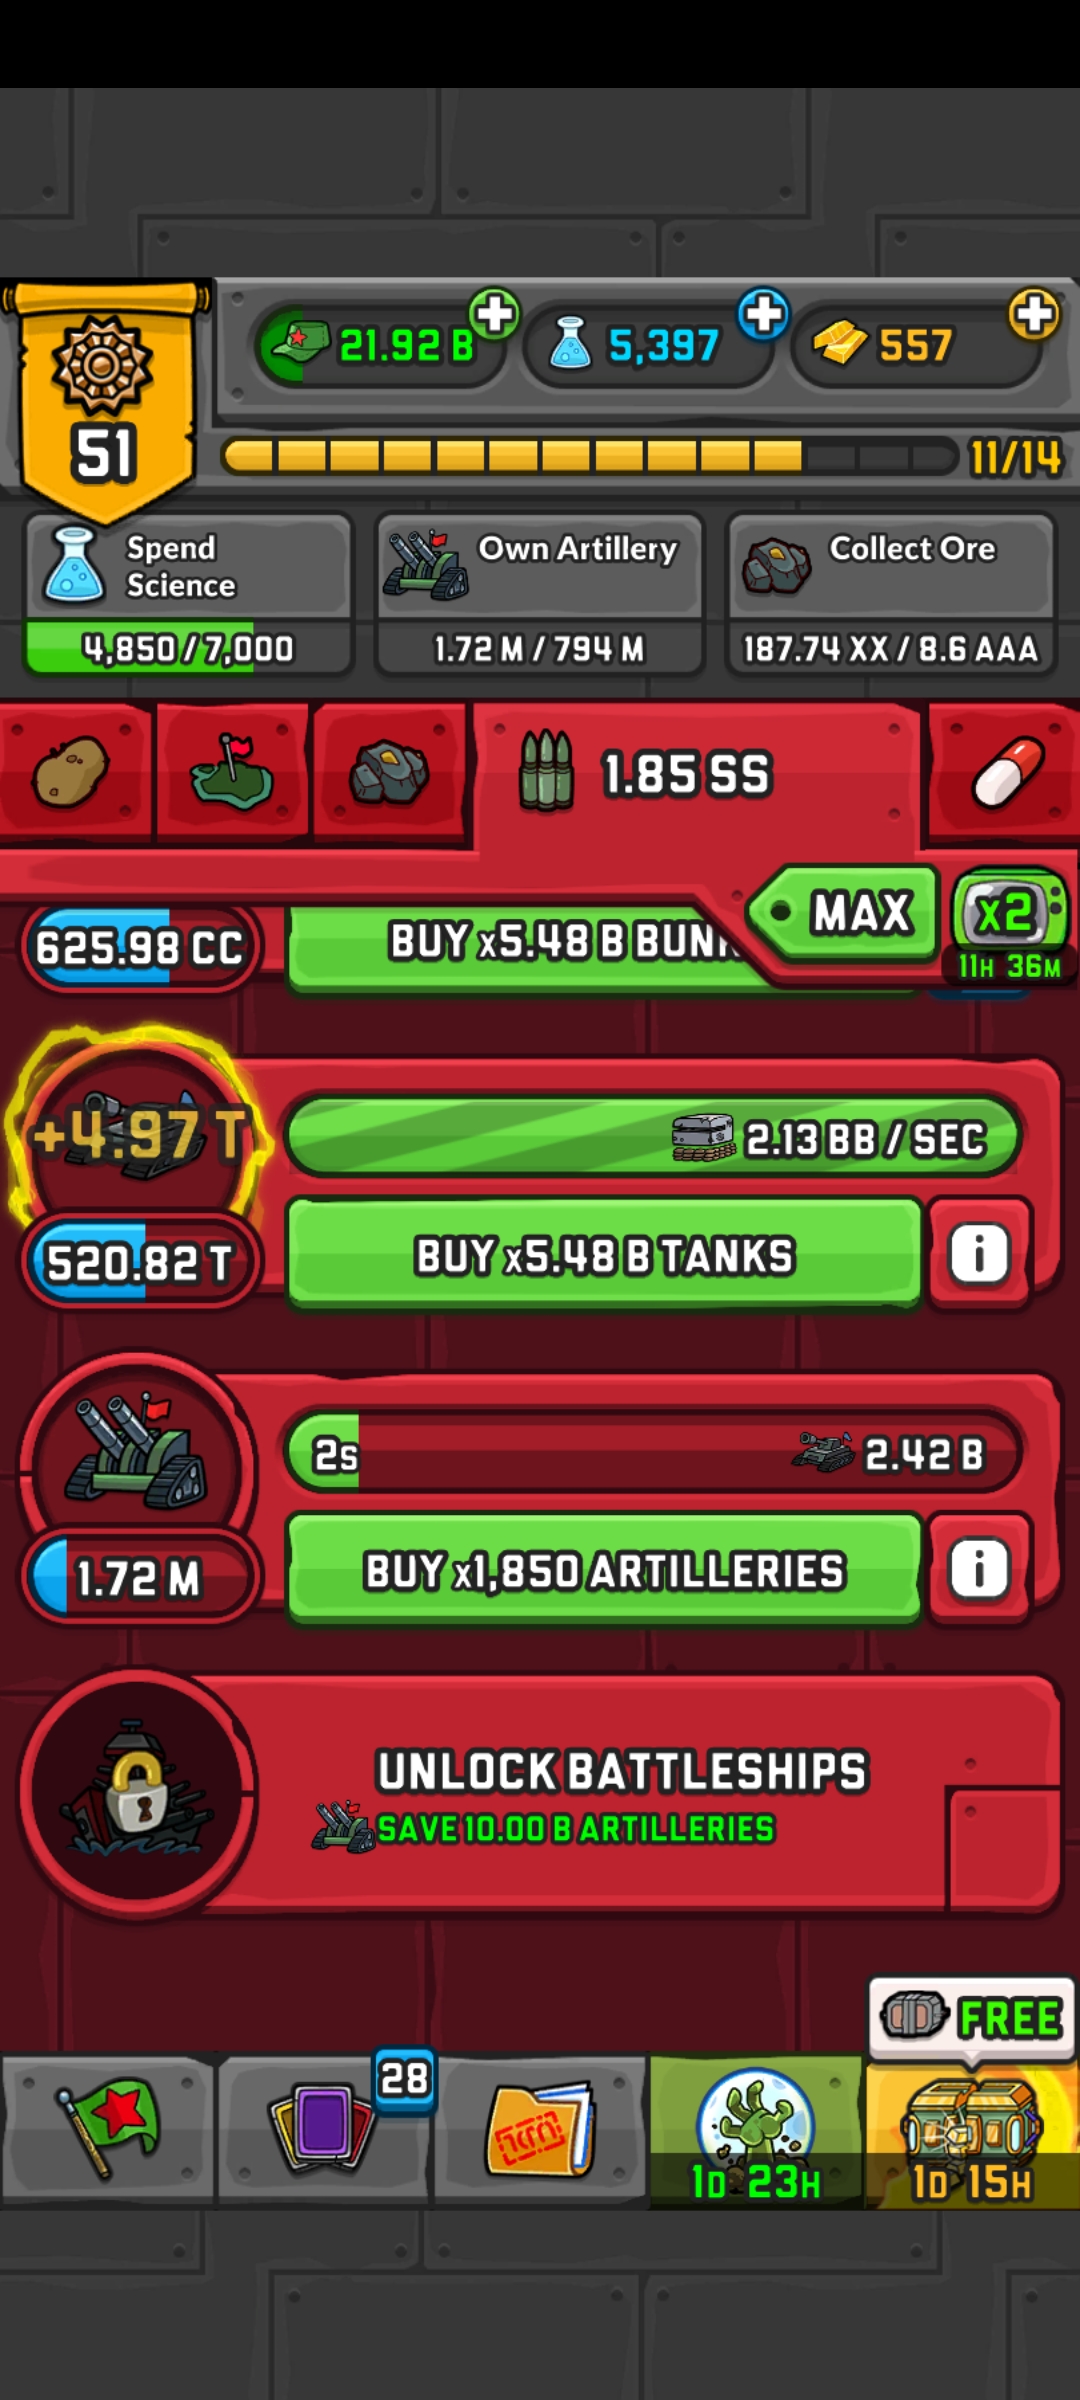 21.92 B
5,397
557
51
11/14
Spend
Science
4,850/7,000
Own Artillery
1.72 M/794 M
Collect Ore
187.74 XX/8.6 AAA
1.85 SS
MAX
x2
11H 36M
625.98 CC
BUY x5.48 B
+4.97 T
2.13 BB / SEC
520.82 T
BUY x5.48 B TANKS
i
2s
2.42 B
1.72 M
BUY x1,850 ARTILLERIES
i
UNLOCK BATTLESHIPS
SAVE 10.00 B ARTILLERIES
FREE
28
1D 23H
1D 15H